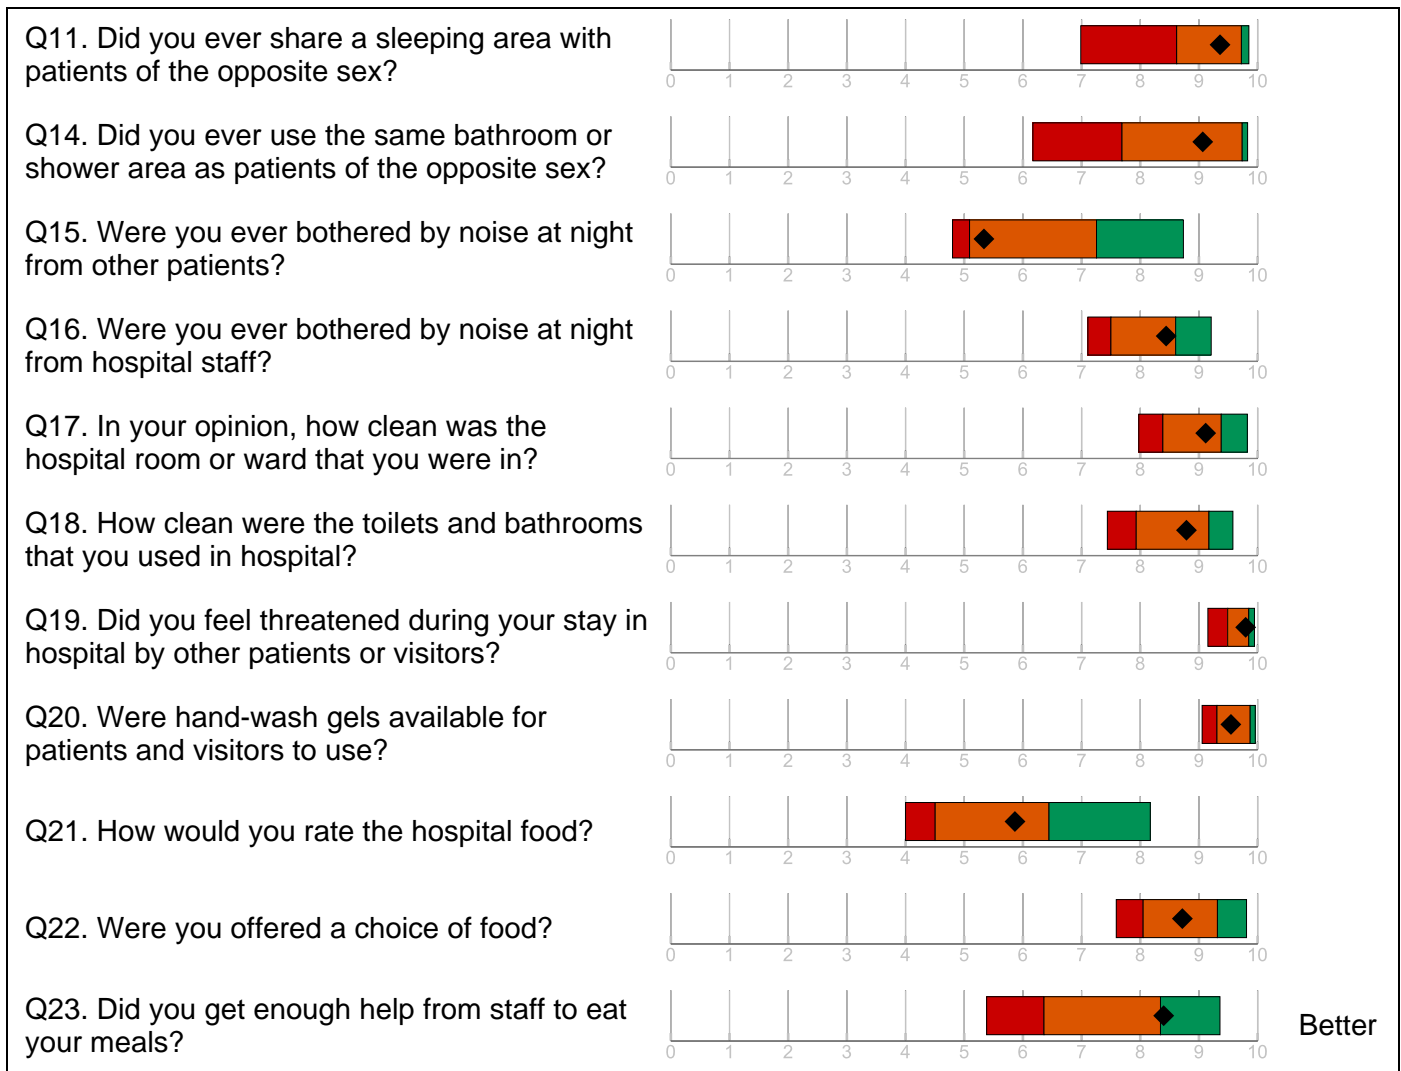 Q11. Did you ever share a sleeping area with
patients of the opposite sex?
0 1 2 3 4 5 6 7 8 9 10
Q14. Did you ever use the same bathroom or
shower area as patients of the opposite sex?
0 1 2 3 4 5 6 7 8 9 10
Q15. Were you ever bothered by noise at night
from other patients?
0 1 2 3 4 5 6 7 8 9 10
Q16. Were you ever bothered by noise at night
from hospital staff?
0 1 2 3 4 5 6 7 8 9 10
Q17. In your opinion, how clean was the
hospital room or ward that you were in?
0 1 2 3 4 5 6 7 8 9 10
Q18. How clean were the toilets and bathrooms
that you used in hospital?
0 1 2 3 4 5 6 7 8 9 10
Q19. Did you feel threatened during your stay in
hospital by other patients or visitors?
0 1 2 3 4 5 6 7 8 9 10
Q20. Were hand-wash gels available for
patients and visitors to use?
0 1 2 3 4 5 6 7 8 9 10
Q21. How would you rate the hospital food?
0 1 2 3 4 5 6 7 8 9 10
Q22. Were you offered a choice of food?
0 1 2 3 4 5 6 7 8 9 10
Q23. Did you get enough help from staff to eat
your meals?
Better
0 1 2 3 4 5 6 7 8 9 10